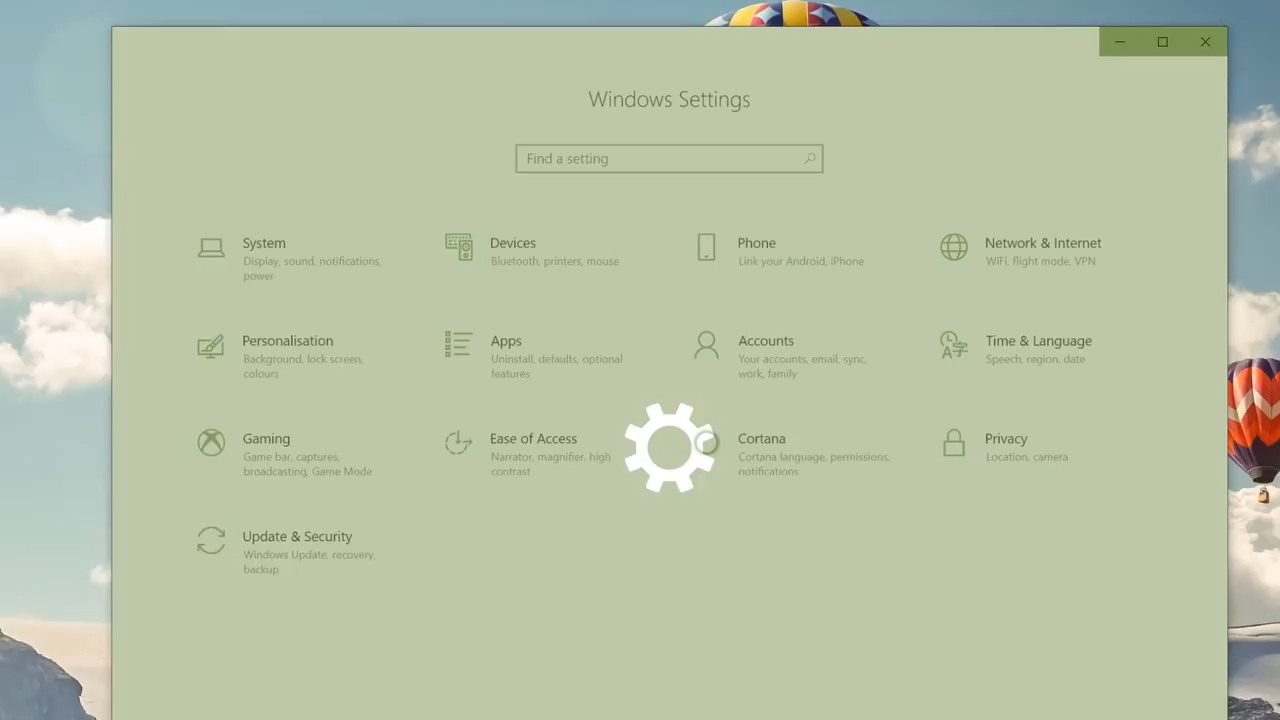 Windows Settings
Find a setting
System
Display, sound, notifications,
power
Devices
Bluetooth, printers, mouse
Phone
Link your Android, iPhone
Network & Internet
WiFi, flight mode, VPN
Personalisation
Background, lock screen,
colours
Apps
Uninstall, defaults, optional
features
Accounts
Your accounts, email, sync,
work, family
Time & Language
Speech, region, date
Gaming
Game bar, captures,
broadcasting, Game Mode
Ease of Access
Narrator, magnifier, high
contrast
Cortana
Cortana language, permissions,
notifications
Privacy
Location, camera
Update & Security
Windows Update, recovery,
backup